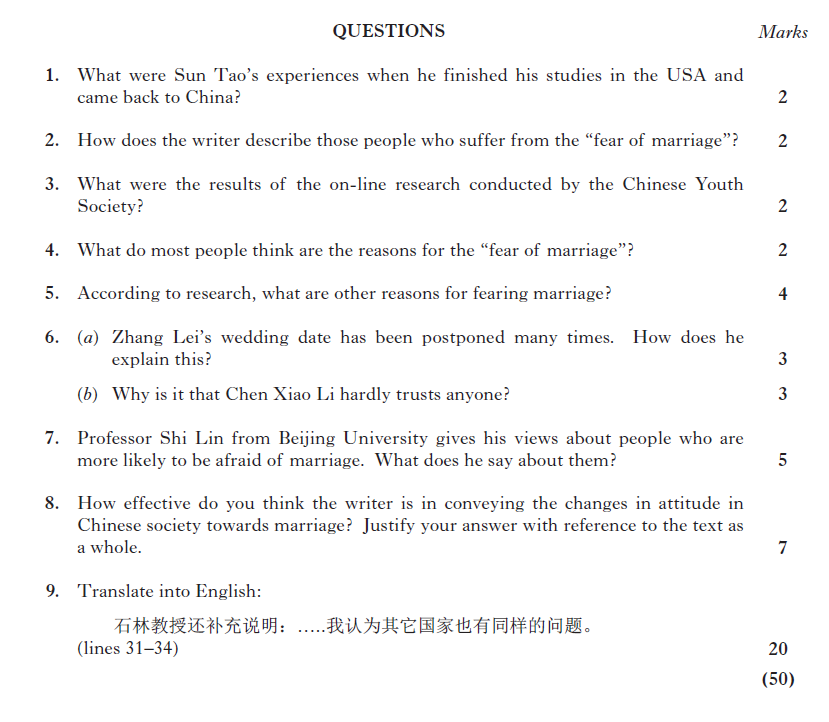 QUESTIONS Marks
1. What were Sun Tao’s experiences when he finished his studies in the USA and
came back to China? 2
2. How does the writer describe those people who suffer from the “fear of marriage”? 2
3. What were the results of the on-line research conducted by the Chinese Youth
Society? 2
4. What do most people think are the reasons for the “fear of marriage”? 2
5. According to research, what are other reasons for fearing marriage? 4
6. (a) Zhang Lei’s wedding date has been postponed many times. How does he
explain this? 3
(b) Why is it that Chen Xiao Li hardly trusts anyone? 3
7. Professor Shi Lin from Beijing University gives his views about people who are
more likely to be afraid of marriage. What does he say about them? 5
8. How effective do you think the writer is in conveying the changes in attitude in
Chinese society towards marriage? Justify your answer with reference to the text as
a whole. 7
9. Translate into English:
石林教授还补充说明：.....我认为其它国家也有同样的问题。
(lines 31–34) 20
(50)